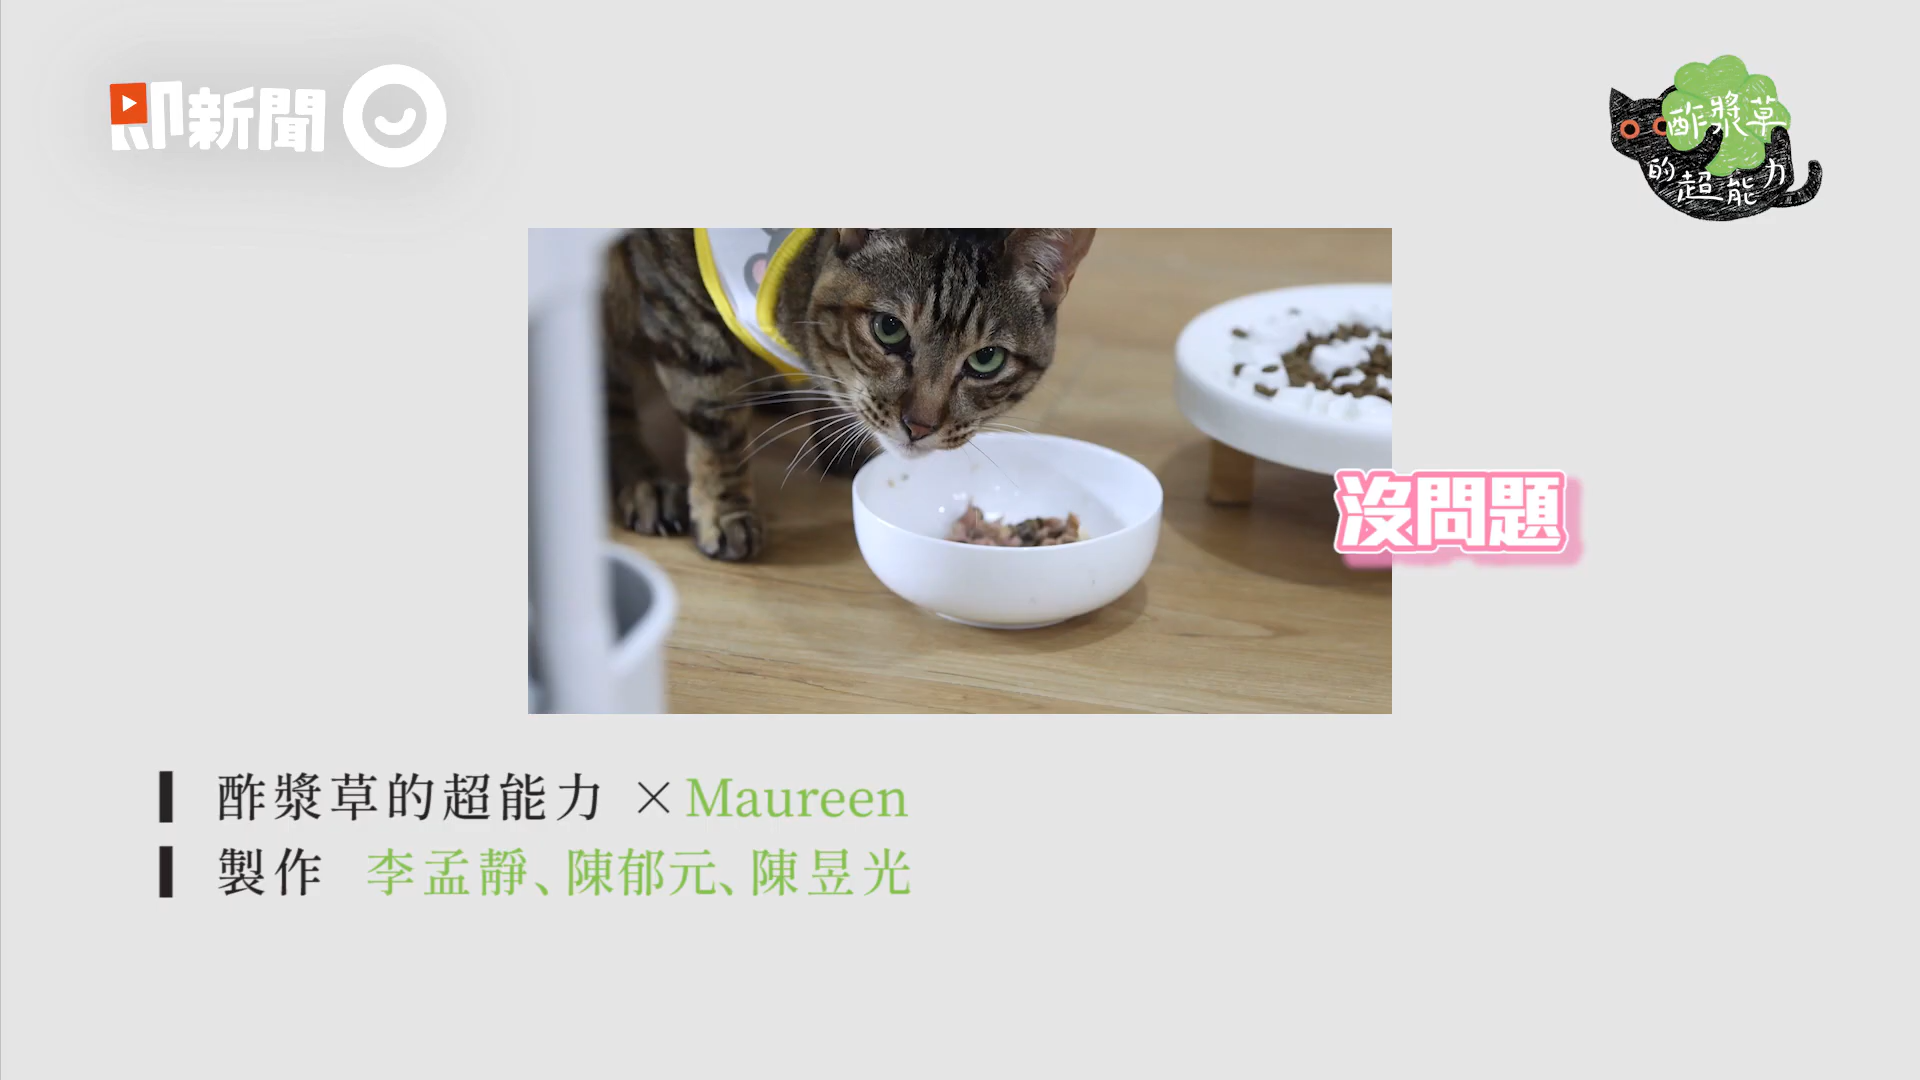 即新聞
酢漿草
的超能力
沒問題
酢漿草的超能力 ×Maureen
製作 李孟靜、陳郁元、陳昱光